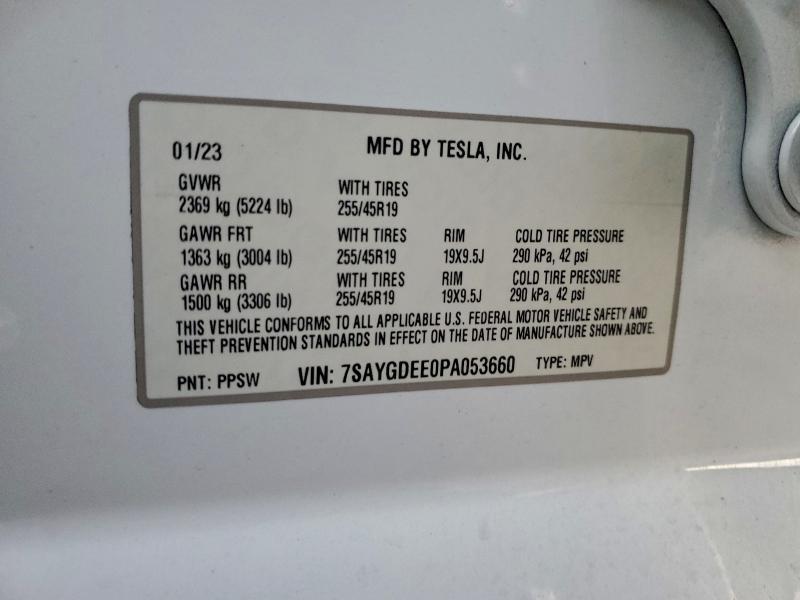 01/23 MFD BY TESLA, INC.
GVWR WITH TIRES
2369 kg (5224 lb) 255/45R19
GAWR FRT WITH TIRES RIM COLD TIRE PRESSURE
1363 kg (3004 lb) 255/45R19 19X9.5J 290 kPa, 42 psi
GAWR RR WITH TIRES RIM COLD TIRE PRESSURE
1500 kg (3306 lb) 255/45R19 19X9.5J 290 kPa, 42 psi
THIS VEHICLE CONFORMS TO ALL APPLICABLE U.S. FEDERAL MOTOR VEHICLE SAFETY AND
THEFT PREVENTION STANDARDS IN EFFECT ON THE DATE OF MANUFACTURE SHOWN ABOVE.
PNT: PPSW VIN: 7SAYGDEE0PA053660 TYPE: MPV